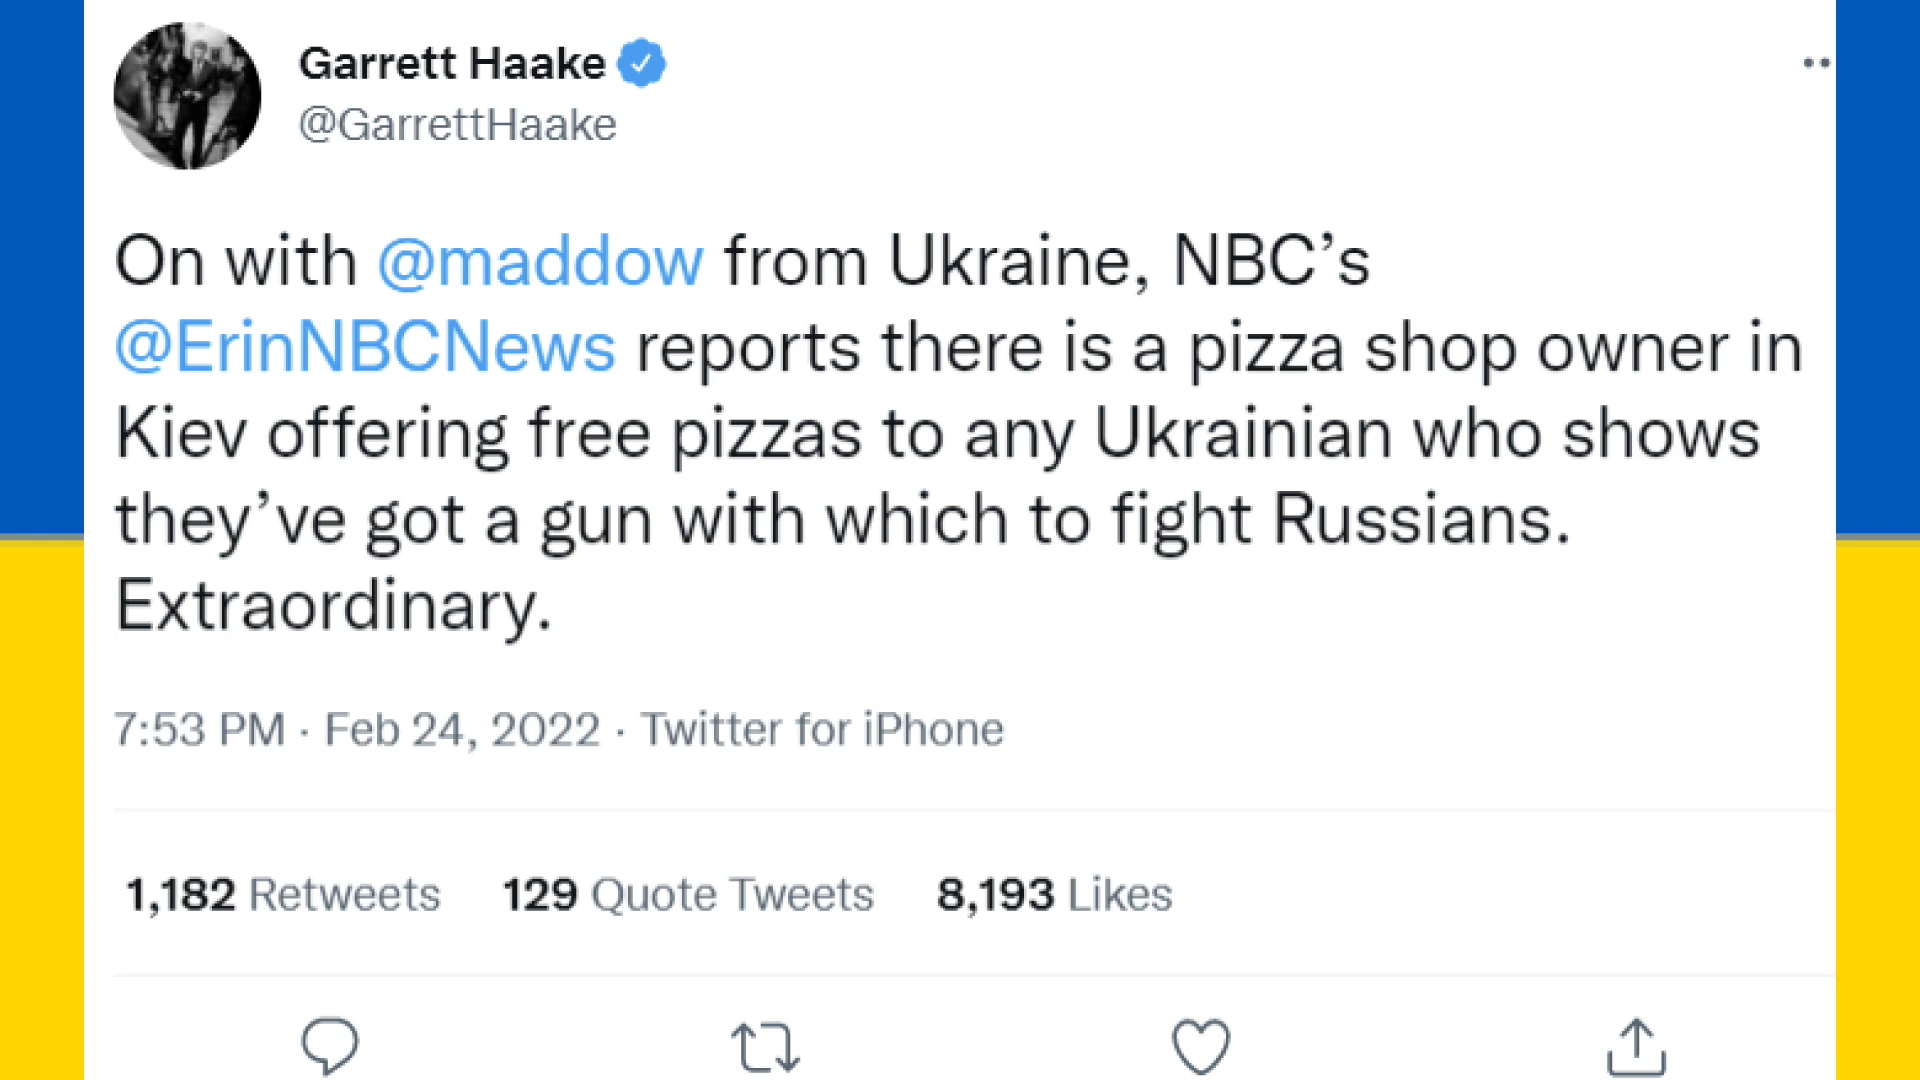 Garrett Haake
@GarrettHaake
On with @maddow from Ukraine, NBC’s
@ErinNBCNews reports there is a pizza shop owner in
Kiev offering free pizzas to any Ukrainian who shows
they’ve got a gun with which to fight Russians.
Extraordinary.
7:53 PM · Feb 24, 2022 · Twitter for iPhone
1,182 Retweets 129 Quote Tweets 8,193 Likes